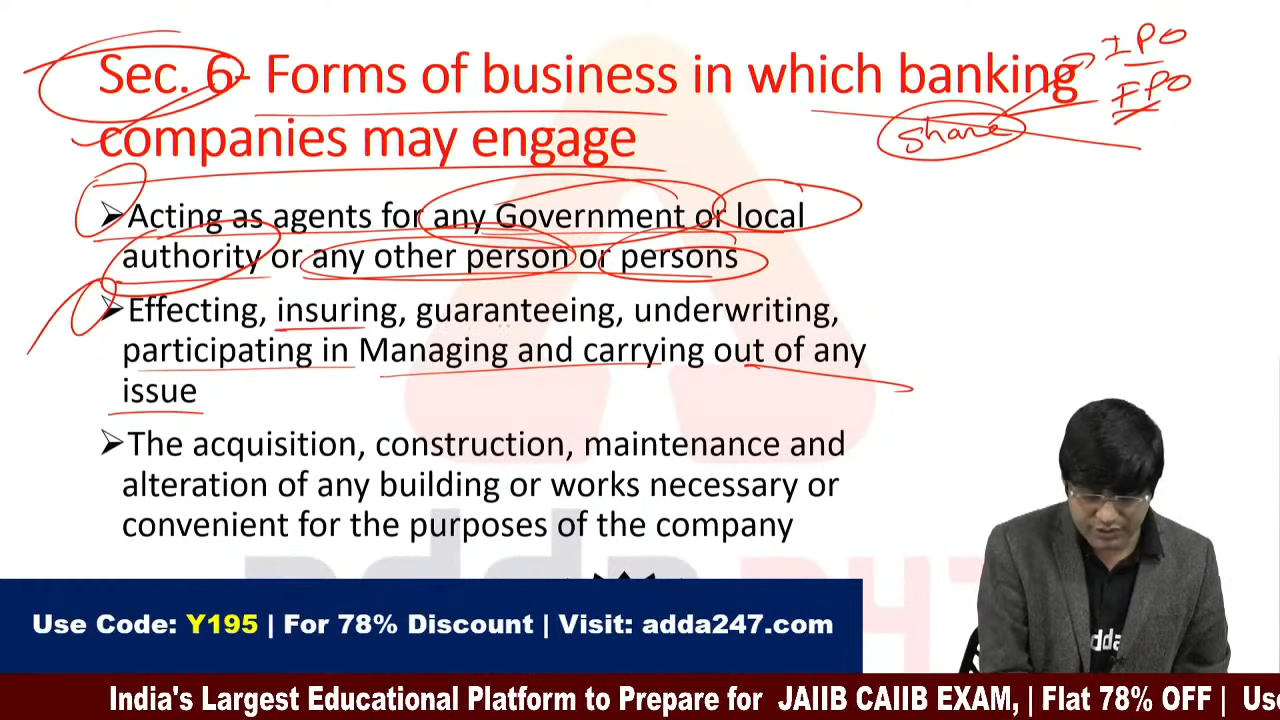 Sec. 6- Forms of business in which banking
companies may engage
IPO
FPO
share
➢Acting as agents for any Government or local
authority or any other person or persons
➢Effecting, insuring, guaranteeing, underwriting,
participating in Managing and carrying out of any
issue
➢The acquisition, construction, maintenance and
alteration of any building or works necessary or
convenient for the purposes of the company
adda247
adda
Use Code: Y195 | For 78% Discount | Visit: adda247.com
India's Largest Educational Platform to Prepare for JAIIB CAIIB EXAM, | Flat 78% OFF | Us